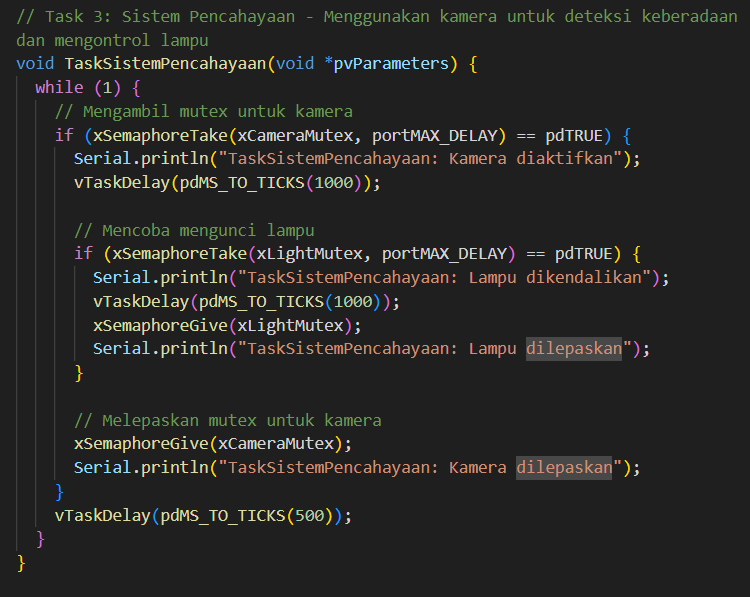 // Task 3: Sistem Pencahayaan - Menggunakan kamera untuk deteksi keberadaan
dan mengontrol lampu
void TaskSistemPencahayaan(void *pvParameters) {
  while (1) {
    // Mengambil mutex untuk kamera
    if (xSemaphoreTake(xCameraMutex, portMAX_DELAY) == pdTRUE) {
      Serial.println("TaskSistemPencahayaan: Kamera diaktifkan");
      vTaskDelay(pdMS_TO_TICKS(1000));

      // Mencoba mengunci lampu
      if (xSemaphoreTake(xLightMutex, portMAX_DELAY) == pdTRUE) {
        Serial.println("TaskSistemPencahayaan: Lampu dikendalikan");
        vTaskDelay(pdMS_TO_TICKS(1000));
        xSemaphoreGive(xLightMutex);
        Serial.println("TaskSistemPencahayaan: Lampu dilepaskan");
      }

      // Melepaskan mutex untuk kamera
      xSemaphoreGive(xCameraMutex);
      Serial.println("TaskSistemPencahayaan: Kamera dilepaskan");
    }
    vTaskDelay(pdMS_TO_TICKS(500));
  }
}